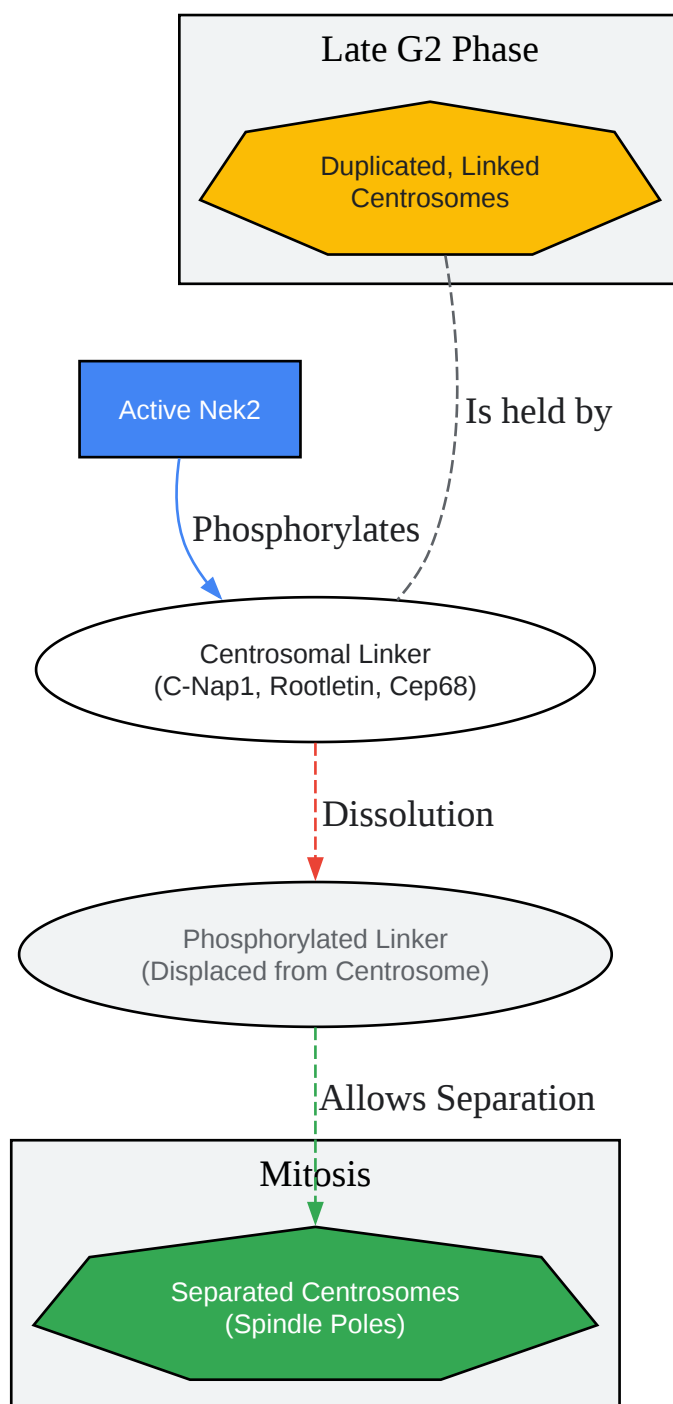 Late G2 Phase
Duplicated, Linked
Centrosomes
Active Nek2
Is held by
Phosphorylates
Centrosomal Linker
(C-Nap1, Rootletin, Cep68)
Dissolution
Phosphorylated Linker
(Displaced from Centrosome)
Allows Separation
Mitosis
Separated Centrosomes
(Spindle Poles)